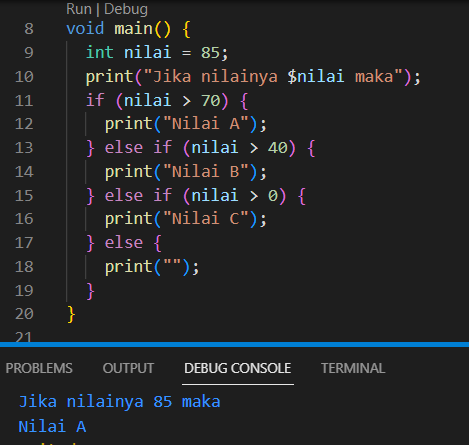 Run | Debug
8 void main() {
9 int nilai = 85;
10 print("Jika nilainya $nilai maka");
11 if (nilai > 70) {
12 print("Nilai A");
13 } else if (nilai > 40) {
14 print("Nilai B");
15 } else if (nilai > 0) {
16 print("Nilai C");
17 } else {
18 print("");
19 }
20 }
21
PROBLEMS OUTPUT DEBUG CONSOLE TERMINAL
Jika nilainya 85 maka
Nilai A